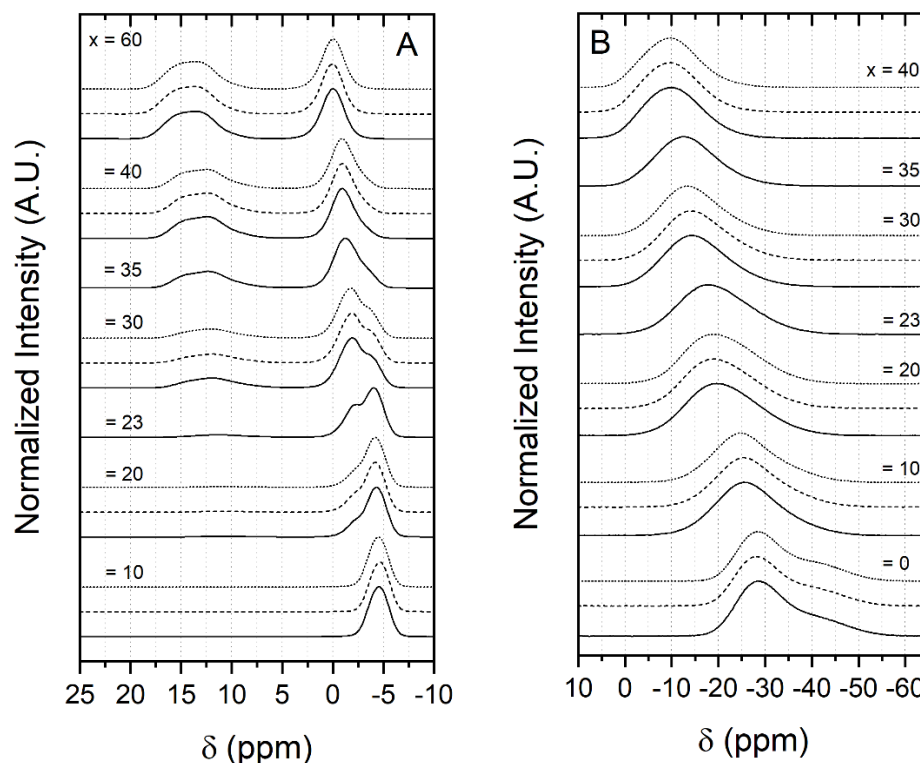 A
x = 60
= 40
= 35
= 30
= 23
= 20
= 10
Normalized Intensity (A.U.)
25 20 15 10 5 0 -5 -10
δ (ppm)
B
x = 40
= 35
= 30
= 23
= 20
= 10
= 0
Normalized Intensity (A.U.)
10 0 -10 -20 -30 -40 -50 -60
δ (ppm)